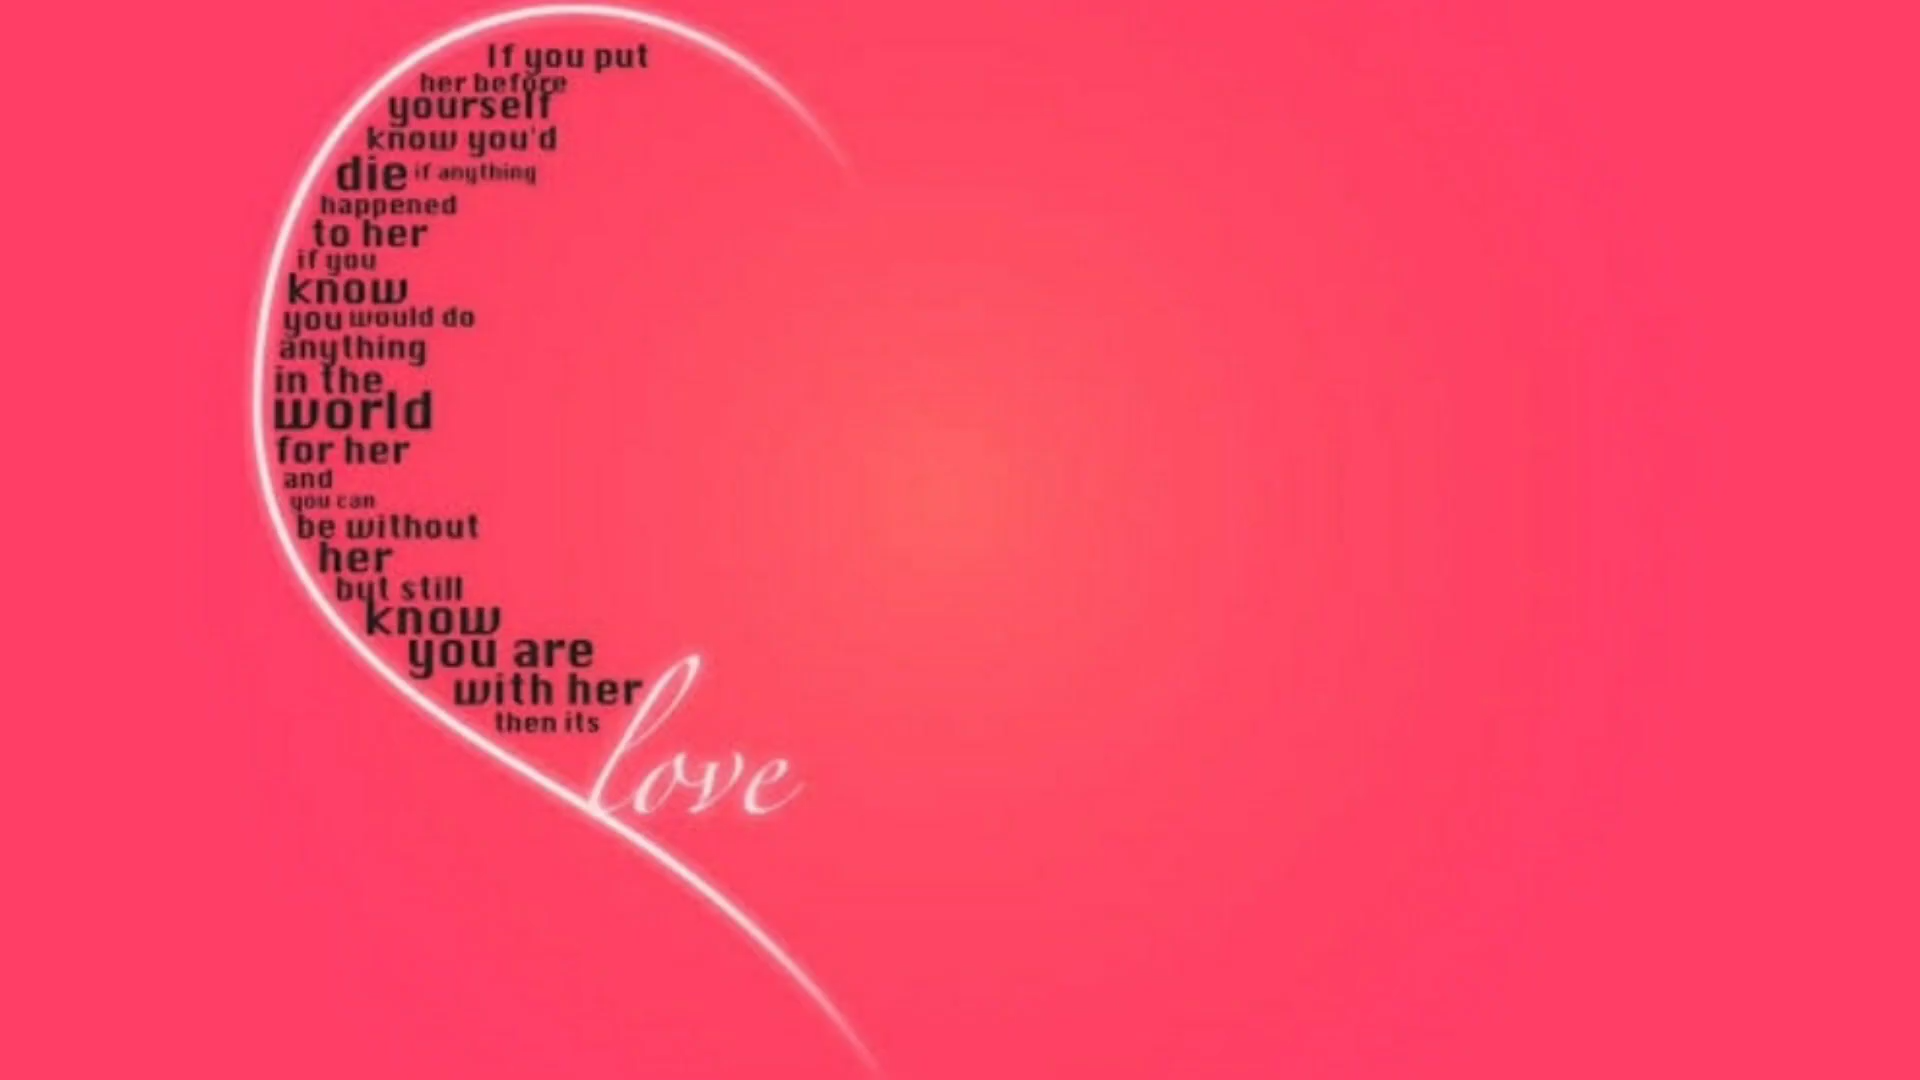 If you put
her before
yourself
know you'd
die if anything
happened
to her
if you
know
you would do
anything
in the
world
for her
and
you can
be without
her
but still
know
you are
with her
then its
love